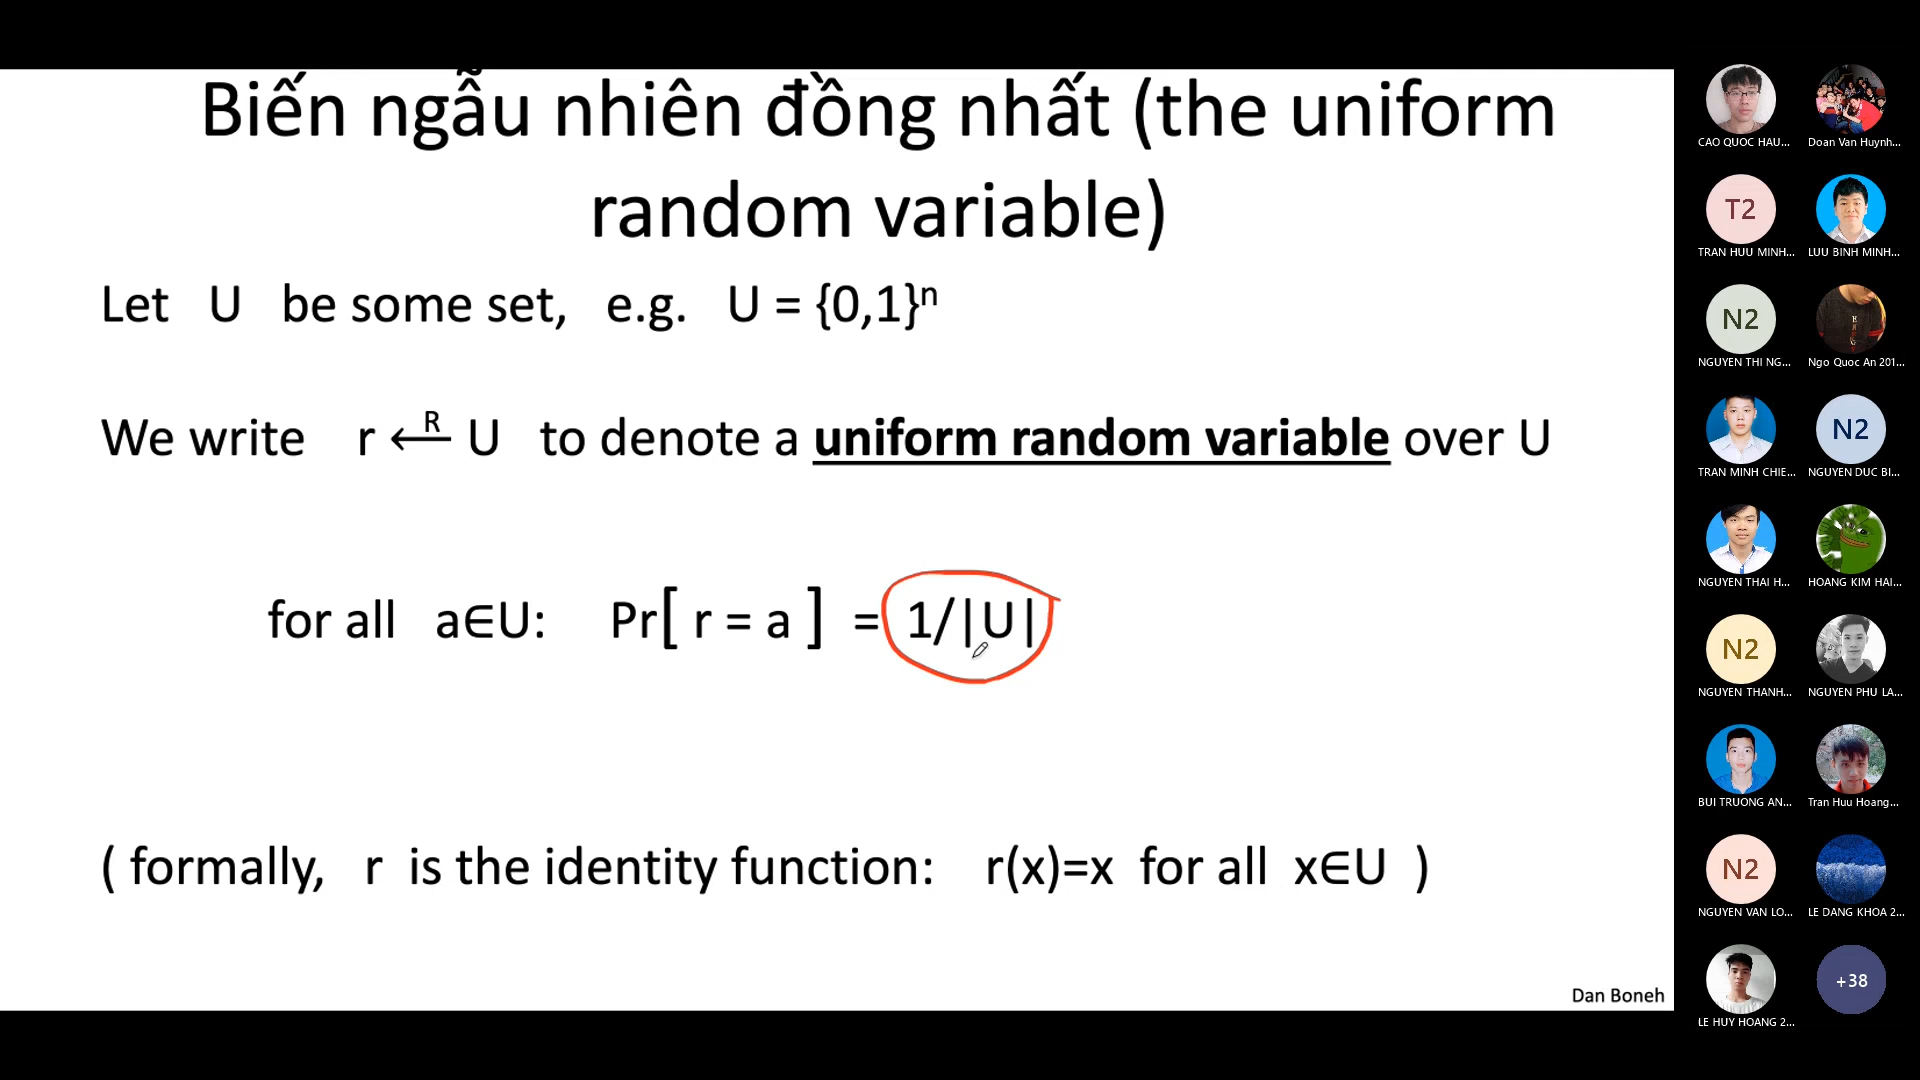 Biến ngẫu nhiên đồng nhất (the uniform
random variable)
Let U be some set, e.g. U = {0,1}ⁿ
We write r ←ᴿ U to denote a uniform random variable over U
for all a∈U: Pr[ r = a ] = 1/|U|
( formally, r is the identity function: r(x)=x for all x∈U )
Dan Boneh
CAO QUOC HAU...
Doan Van Huynh...
T2
TRAN HUU MINH...
LUU BINH MINH...
N2
NGUYEN THI NG...
Ngo Quoc An 201...
TRAN MINH CHIE...
N2
NGUYEN DUC BI...
NGUYEN THAI H...
HOANG KIM HAI...
N2
NGUYEN THANH...
NGUYEN PHU LA...
BUI TRUONG AN...
Tran Huu Hoang...
N2
NGUYEN VAN LO...
LE DANG KHOA 2...
LE HUY HOANG 2...
+38